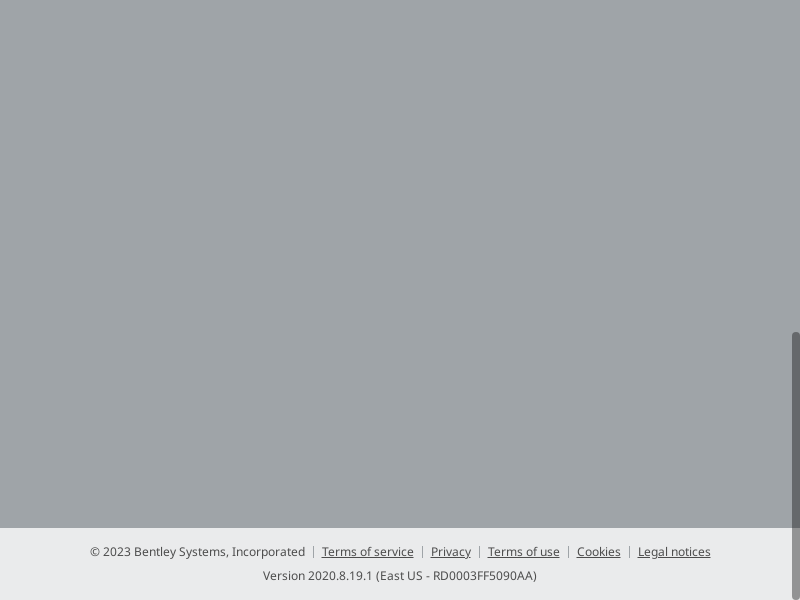 © 2023 Bentley Systems, Incorporated | Terms of service | Privacy | Terms of use | Cookies | Legal notices
Version 2020.8.19.1 (East US - RD0003FF5090AA)